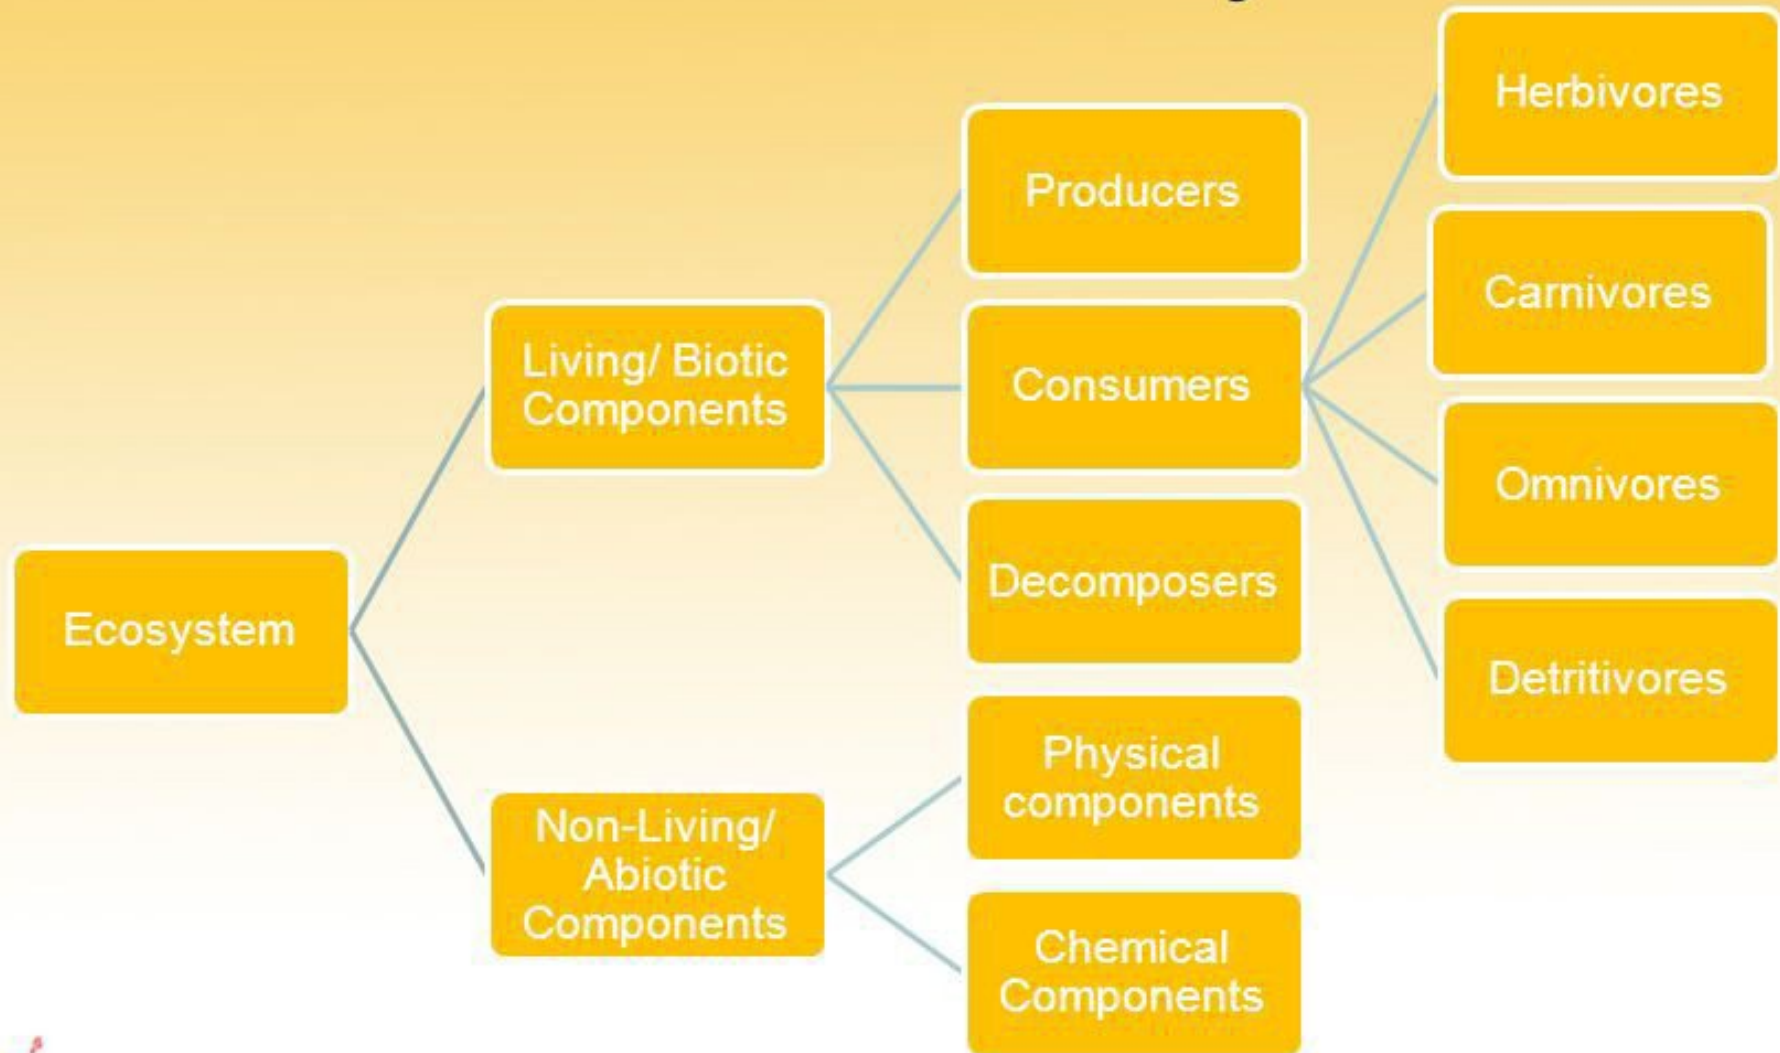 Herbivores
Producers
Carnivores
Living/ Biotic
Components
Consumers
Omnivores
Decomposers
Ecosystem
Detritivores
Physical
components
Non-Living/
Abiotic
Components
Chemical
Components